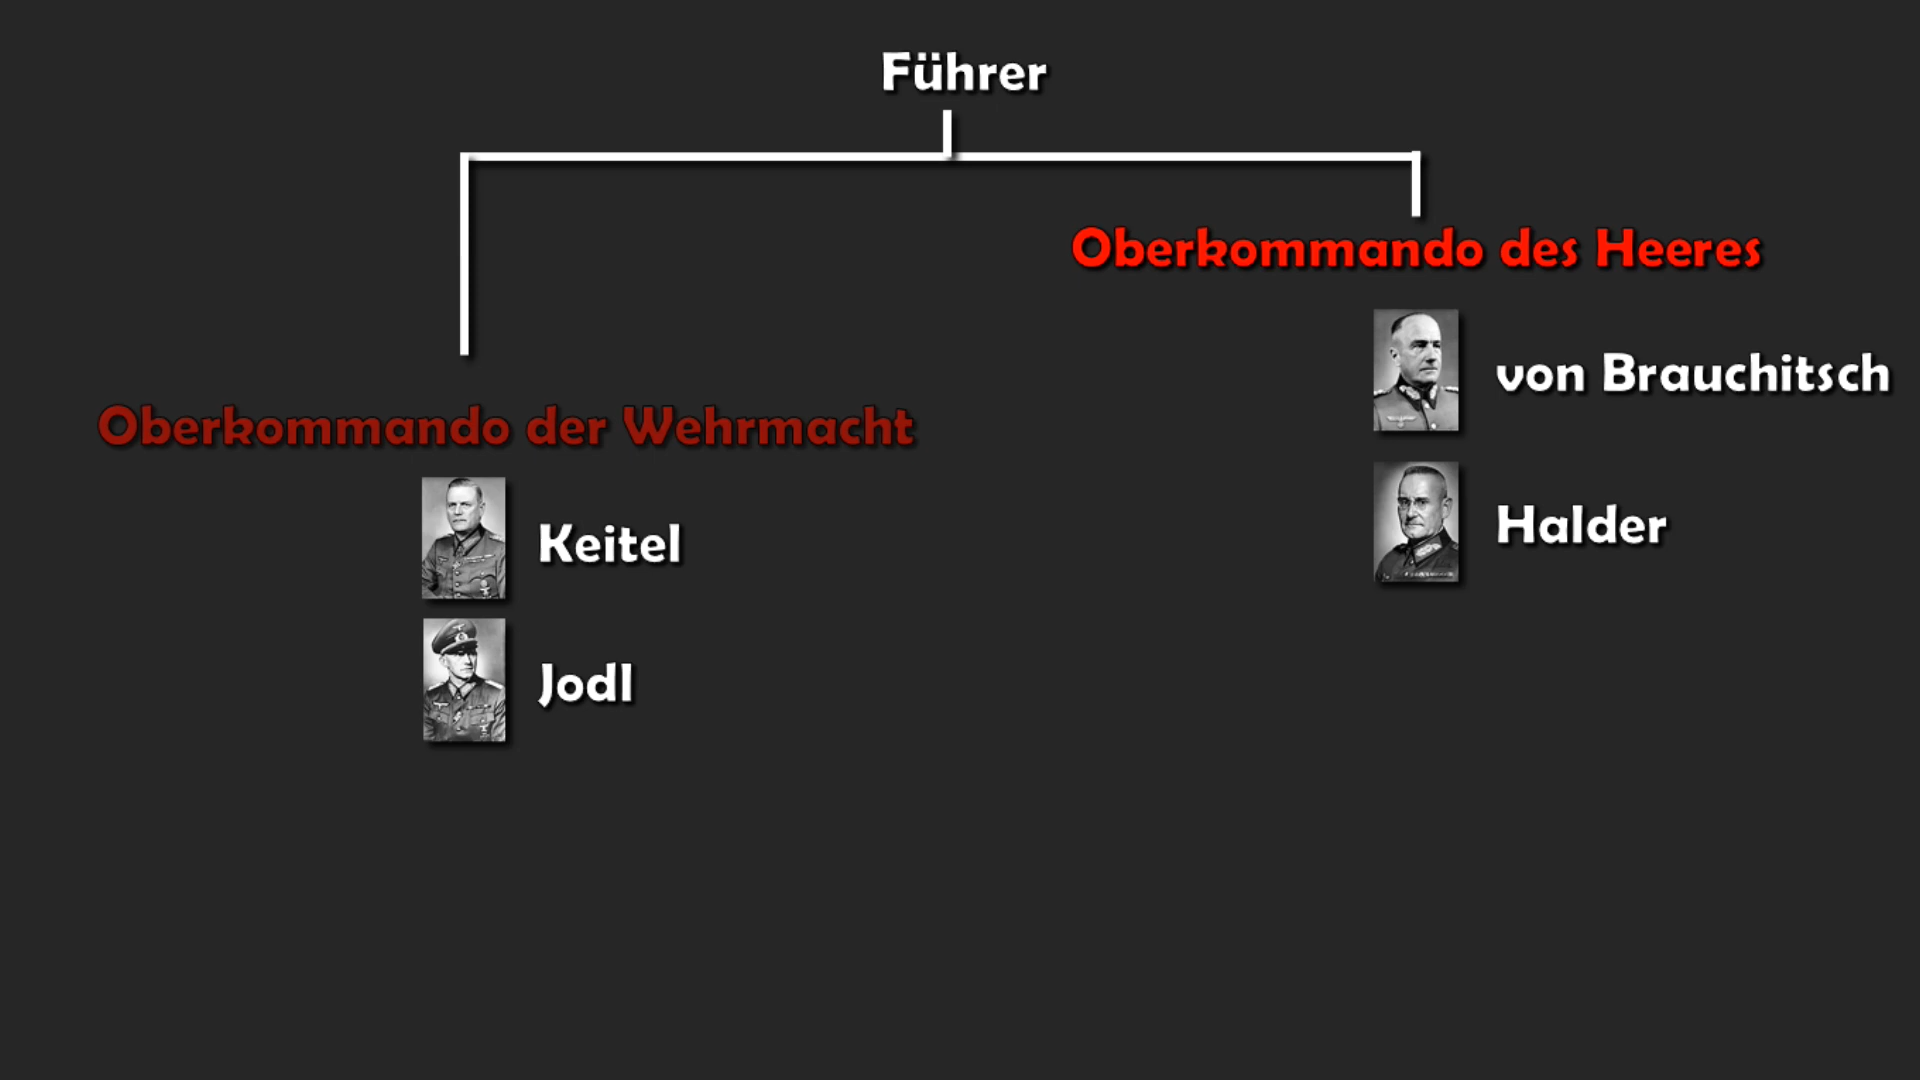 Führer
Oberkommando des Heeres
von Brauchitsch
Halder
Oberkommando der Wehrmacht
Keitel
Jodl